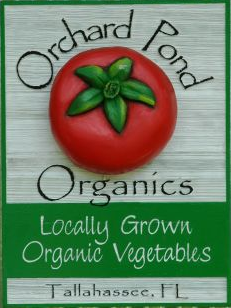 Orchard Pond
Organics
Locally Grown
Organic Vegetables
Tallahassee, FL